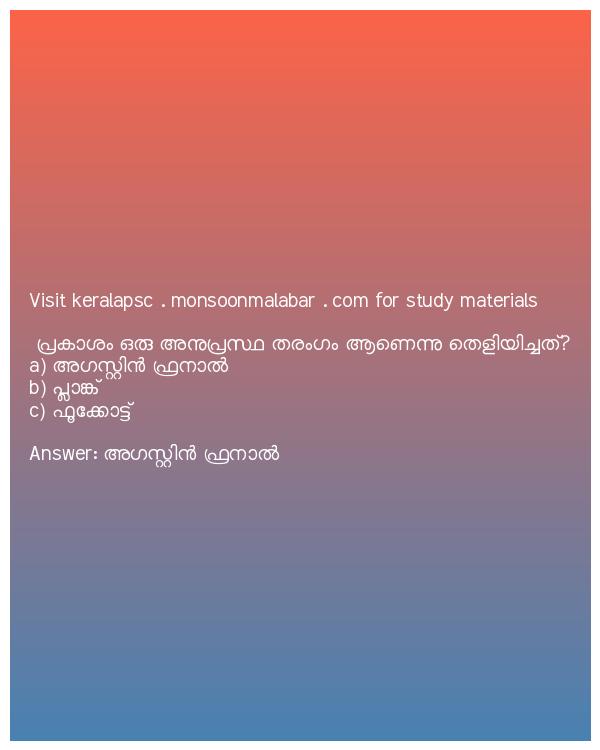 Visit keralapsc . monsoonmalabar . com for study materials
പ്രകാശം ഒരു അനുപ്രസ്ഥ തരംഗം ആണെന്നു തെളിയിച്ചത്?
a) അഗസ്റ്റിൻ ഫ്രനാൽ
b) പ്ലാങ്ക്
c) ഫൂക്കോട്ട്
Answer: അഗസ്റ്റിൻ ഫ്രനാൽ